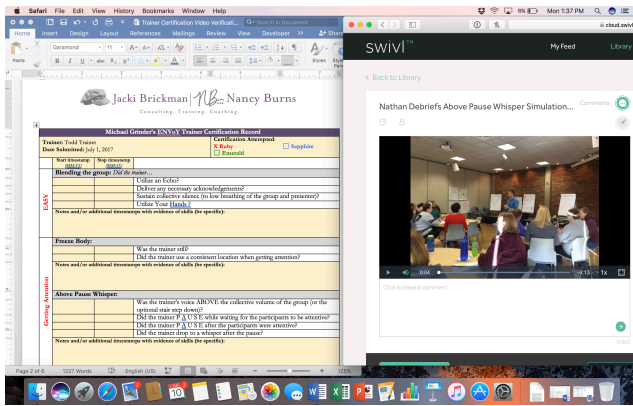 Safari File Edit View History Bookmarks Window Help
6% Mon 1:37 PM
Trainer Certification Video Verificati...
Search in Document
cloud.swivl
Home Insert Design Layout References Mailings Review View Developer Share
Paste Garamond 11
Styles
swivl™ My Feed Library
Back to Library
Jacki Brickman NB Nancy Burns
Consulting. Training. Coaching.
Michael Grinder's ENVoY Trainer Certification Record
Trainer: Todd Trainer
Date Submitted: July 1, 2017
Certification Attempted:
X Ruby Sapphire
Emerald
Start timestamp (MM:SS) Stop timestamp (MM:SS)
EASY
Blending the group: Did the trainer…
Utilize an Echo?
Deliver any necessary acknowledgements?
Sustain collective silence (to low breathing of the group and presenter)?
Utilize Your Hands ?
Notes and/or additional timestamps with evidence of skills (be specific):
Getting Attention
Freeze Body:
Was the trainer still?
Did the trainer use a consistent location when getting attention?
Notes and/or additional timestamps with evidence of skills (be specific):
Above Pause Whisper:
Was the trainer's voice ABOVE the collective volume of the group (or the
optional stair step down)?
Did the trainer P A U S E while waiting for the participants to be attentive?
Did the trainer P A U S E after the participants were attentive?
Did the trainer drop to a whisper after the pause?
Notes and/or additional timestamps with evidence of skills (be specific):
Page 2 of 6 1227 Words English (US) 125%
Nathan Debriefs Above Pause Whisper Simulation... Comments:
0:04 -9:13 1x
Click to leave a comment
10